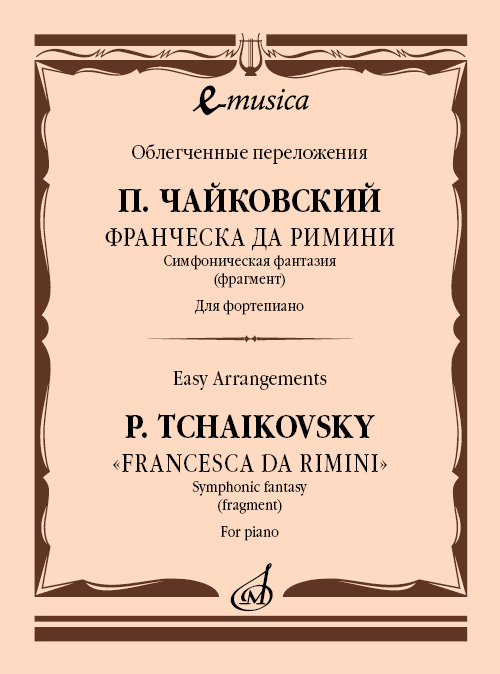 e-musica
Облегченные переложения
П. ЧАЙКОВСКИЙ
ФРАНЧЕСКА ДА РИМИНИ
Симфоническая фантазия
(фрагмент)
Для фортепиано
Easy Arrangements
P. TCHAIKOVSKY
«FRANCESCA DA RIMINI»
Symphonic fantasy
(fragment)
For piano